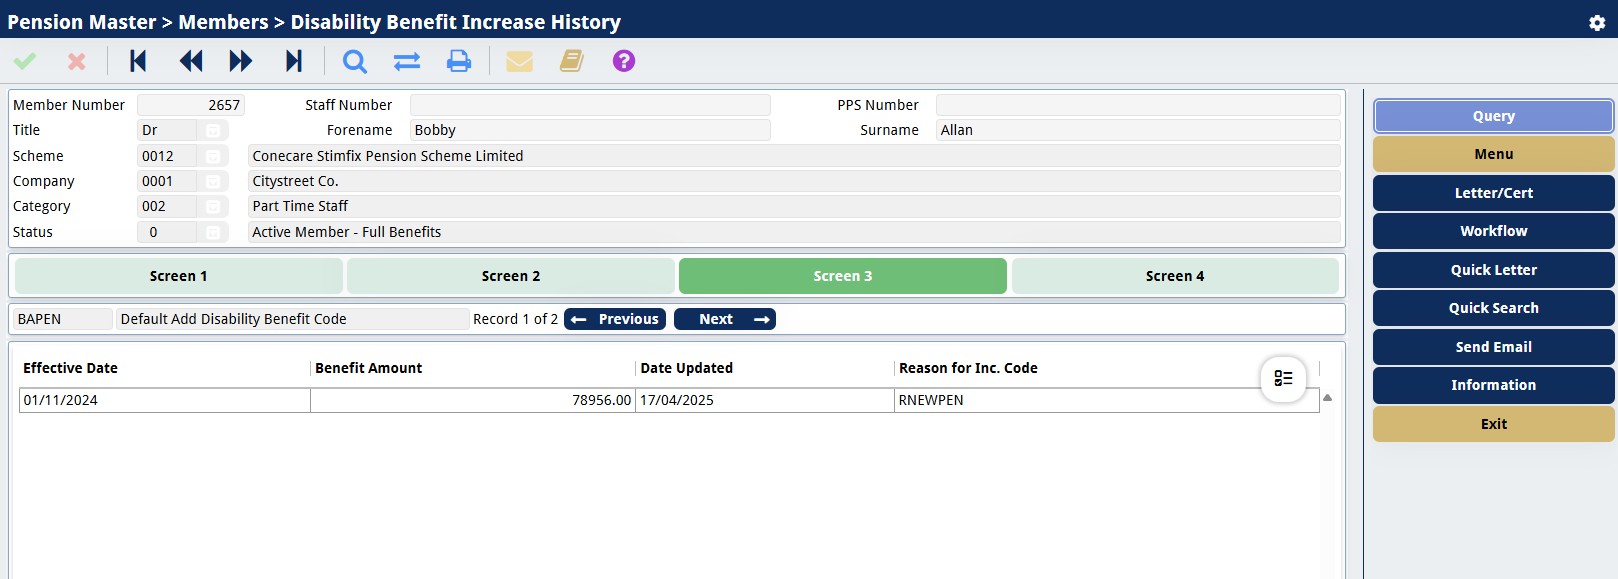 Pension Master > Members > Disability Benefit Increase History
Member Number 2657 Staff Number PPS Number
Title Dr Forename Bobby Surname Allan
Scheme 0012 Conecare Stimfix Pension Scheme Limited
Company 0001 Citystreet Co.
Category 002 Part Time Staff
Status 0 Active Member - Full Benefits
Screen 1 Screen 2 Screen 3 Screen 4
BAPEN Default Add Disability Benefit Code Record 1 of 2 Previous Next
Effective Date Benefit Amount Date Updated Reason for Inc. Code
01/11/2024 78956.00 17/04/2025 RNEWPEN
Query
Menu
Letter/Cert
Workflow
Quick Letter
Quick Search
Send Email
Information
Exit